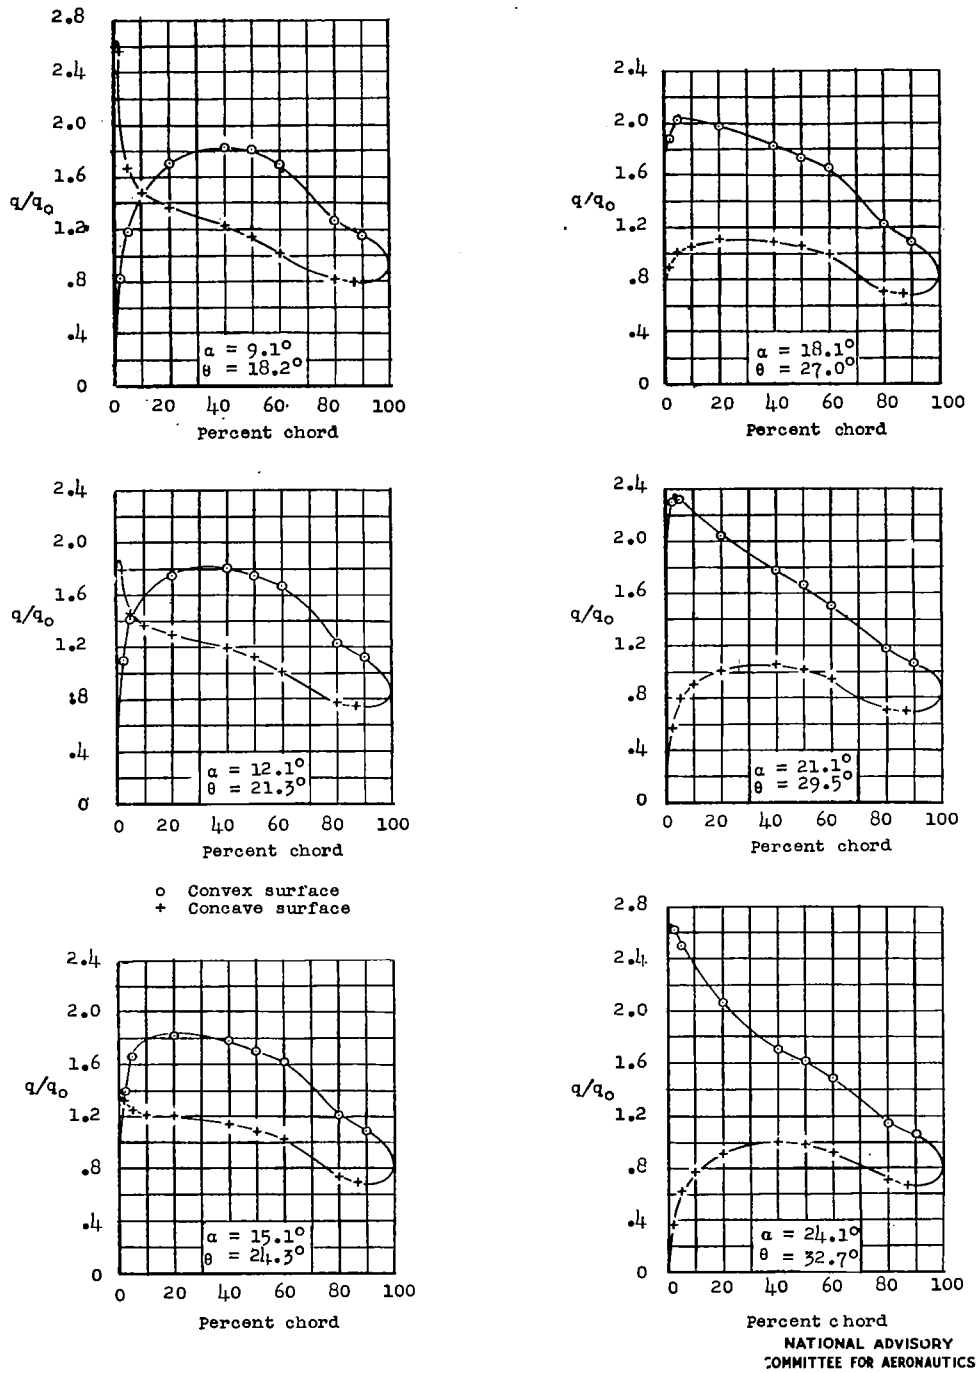 2.8
2.4
2.0
1.6
q/q₀
1.2
.8
.4
0
α = 9.1°
θ = 18.2°
0 20 40 60 80 100
Percent chord
2.4
2.0
1.6
q/q₀
1.2
.8
.4
0
α = 12.1°
θ = 21.3°
0 20 40 60 80 100
Percent chord
o Convex surface
+ Concave surface
2.4
2.0
1.6
q/q₀
1.2
.8
.4
0
α = 15.1°
θ = 24.3°
0 20 40 60 80 100
Percent chord
2.4
2.0
1.6
q/q₀
1.2
.8
.4
0
α = 18.1°
θ = 27.0°
0 20 40 60 80 100
Percent chord
2.4
2.0
1.6
q/q₀
1.2
.8
.4
0
α = 21.1°
θ = 29.5°
0 20 40 60 80 100
Percent chord
2.8
2.4
2.0
1.6
q/q₀
1.2
.8
.4
0
α = 24.1°
θ = 32.7°
0 20 40 60 80 100
Percent chord
NATIONAL ADVISORY
COMMITTEE FOR AERONAUTICS